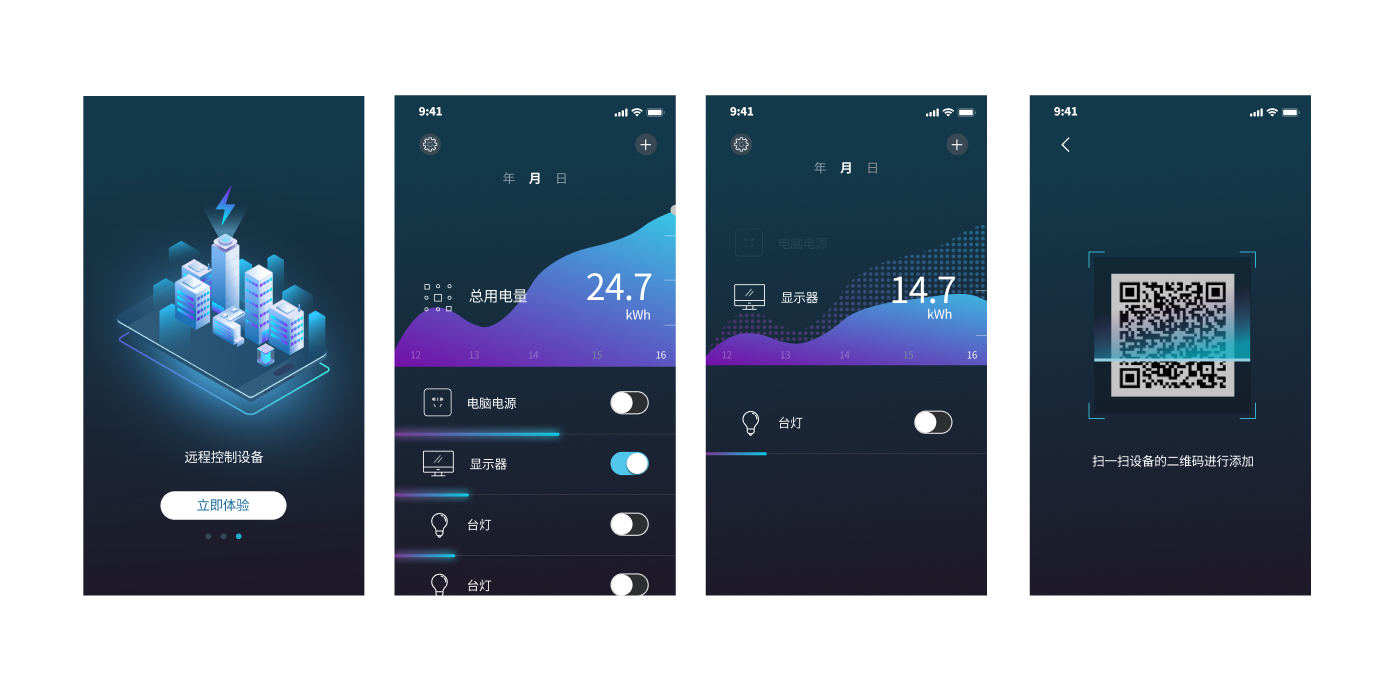 远程控制设备
立即体验
9:41
年 月 日
总用电量
24.7
kWh
12 13 14 15 16
电脑电源
显示器
台灯
台灯
9:41
年 月 日
电脑电源
显示器
14.7
kWh
12 13 14 15 16
台灯
9:41
扫一扫设备的二维码进行添加